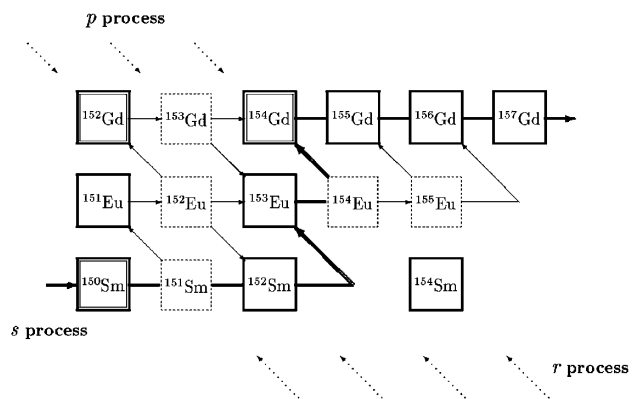 p process
¹⁵²Gd ¹⁵³Gd ¹⁵⁴Gd ¹⁵⁵Gd ¹⁵⁶Gd ¹⁵⁷Gd
¹⁵¹Eu ¹⁵²Eu ¹⁵³Eu ¹⁵⁴Eu ¹⁵⁵Eu
¹⁵⁰Sm ¹⁵¹Sm ¹⁵²Sm ¹⁵⁴Sm
s process
r process